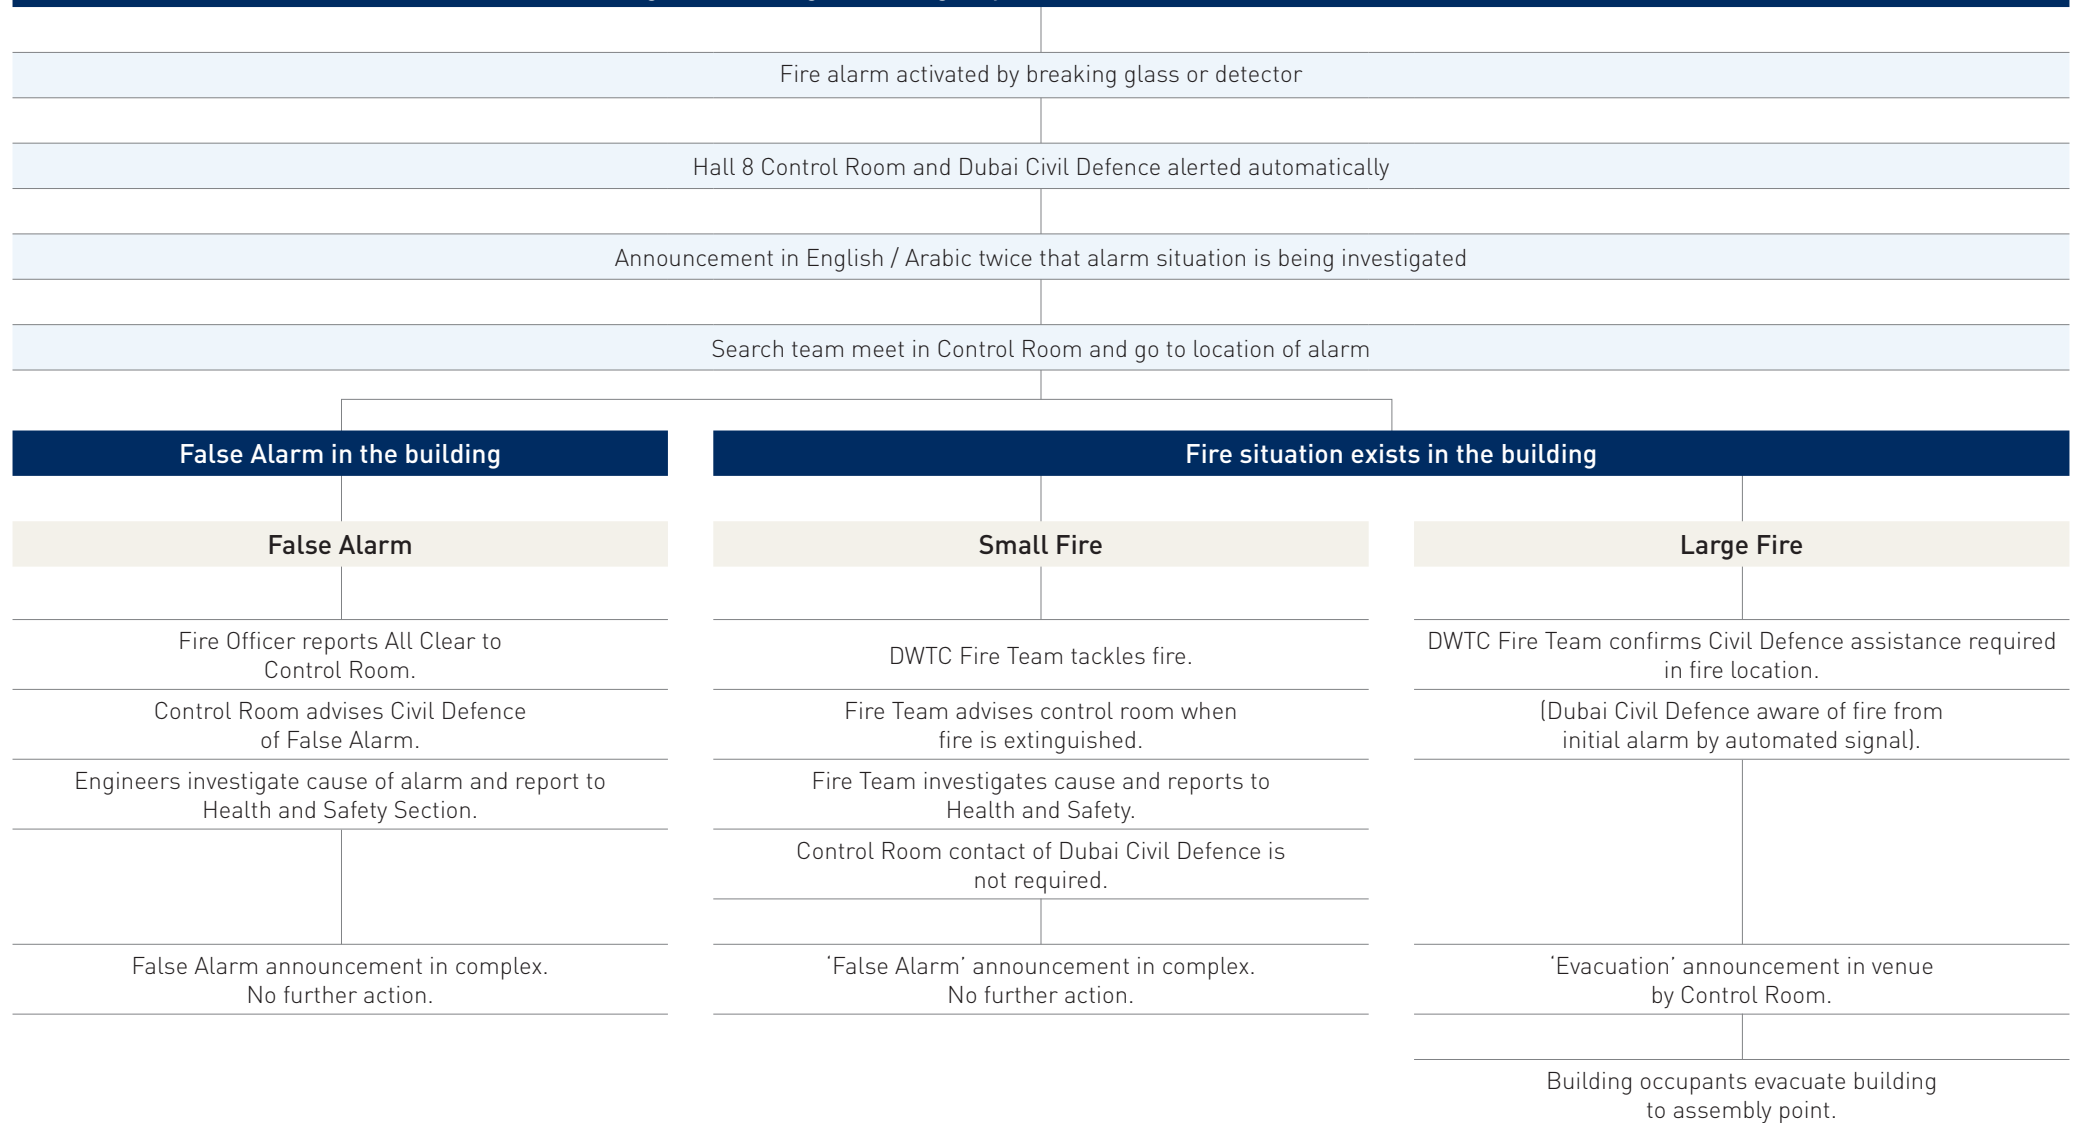 Fire alarm activated by breaking glass or detector
Hall 8 Control Room and Dubai Civil Defence alerted automatically
Announcement in English / Arabic twice that alarm situation is being investigated
Search team meet in Control Room and go to location of alarm
False Alarm in the building
Fire situation exists in the building
False Alarm
Small Fire
Large Fire
Fire Officer reports All Clear to
Control Room.
Control Room advises Civil Defence
of False Alarm.
Engineers investigate cause of alarm and report to
Health and Safety Section.
False Alarm announcement in complex.
No further action.
DWTC Fire Team tackles fire.
Fire Team advises control room when
fire is extinguished.
Fire Team investigates cause and reports to
Health and Safety.
Control Room contact of Dubai Civil Defence is
not required.
‘False Alarm’ announcement in complex.
No further action.
DWTC Fire Team confirms Civil Defence assistance required
in fire location.
(Dubai Civil Defence aware of fire from
initial alarm by automated signal).
‘Evacuation’ announcement in venue
by Control Room.
Building occupants evacuate building
to assembly point.